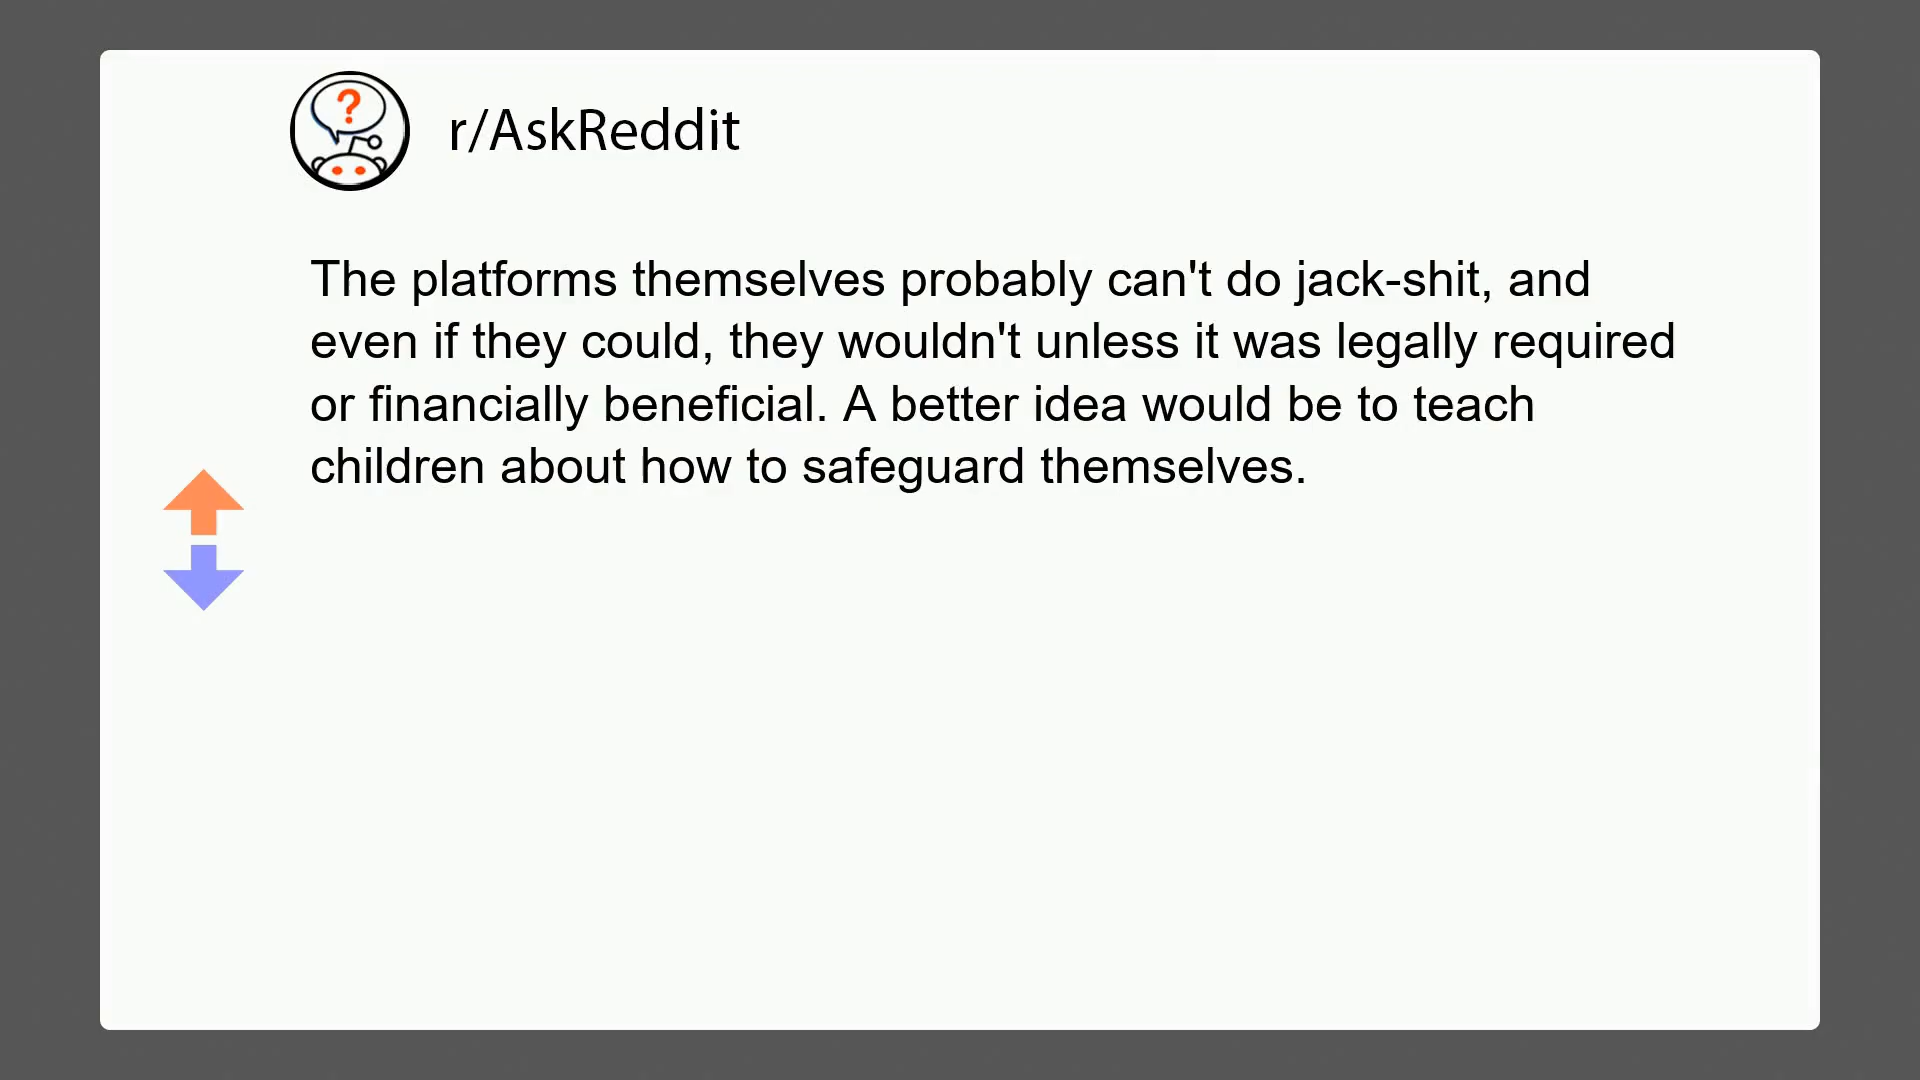 r/AskReddit
The platforms themselves probably can't do jack-shit, and
even if they could, they wouldn't unless it was legally required
or financially beneficial. A better idea would be to teach
children about how to safeguard themselves.